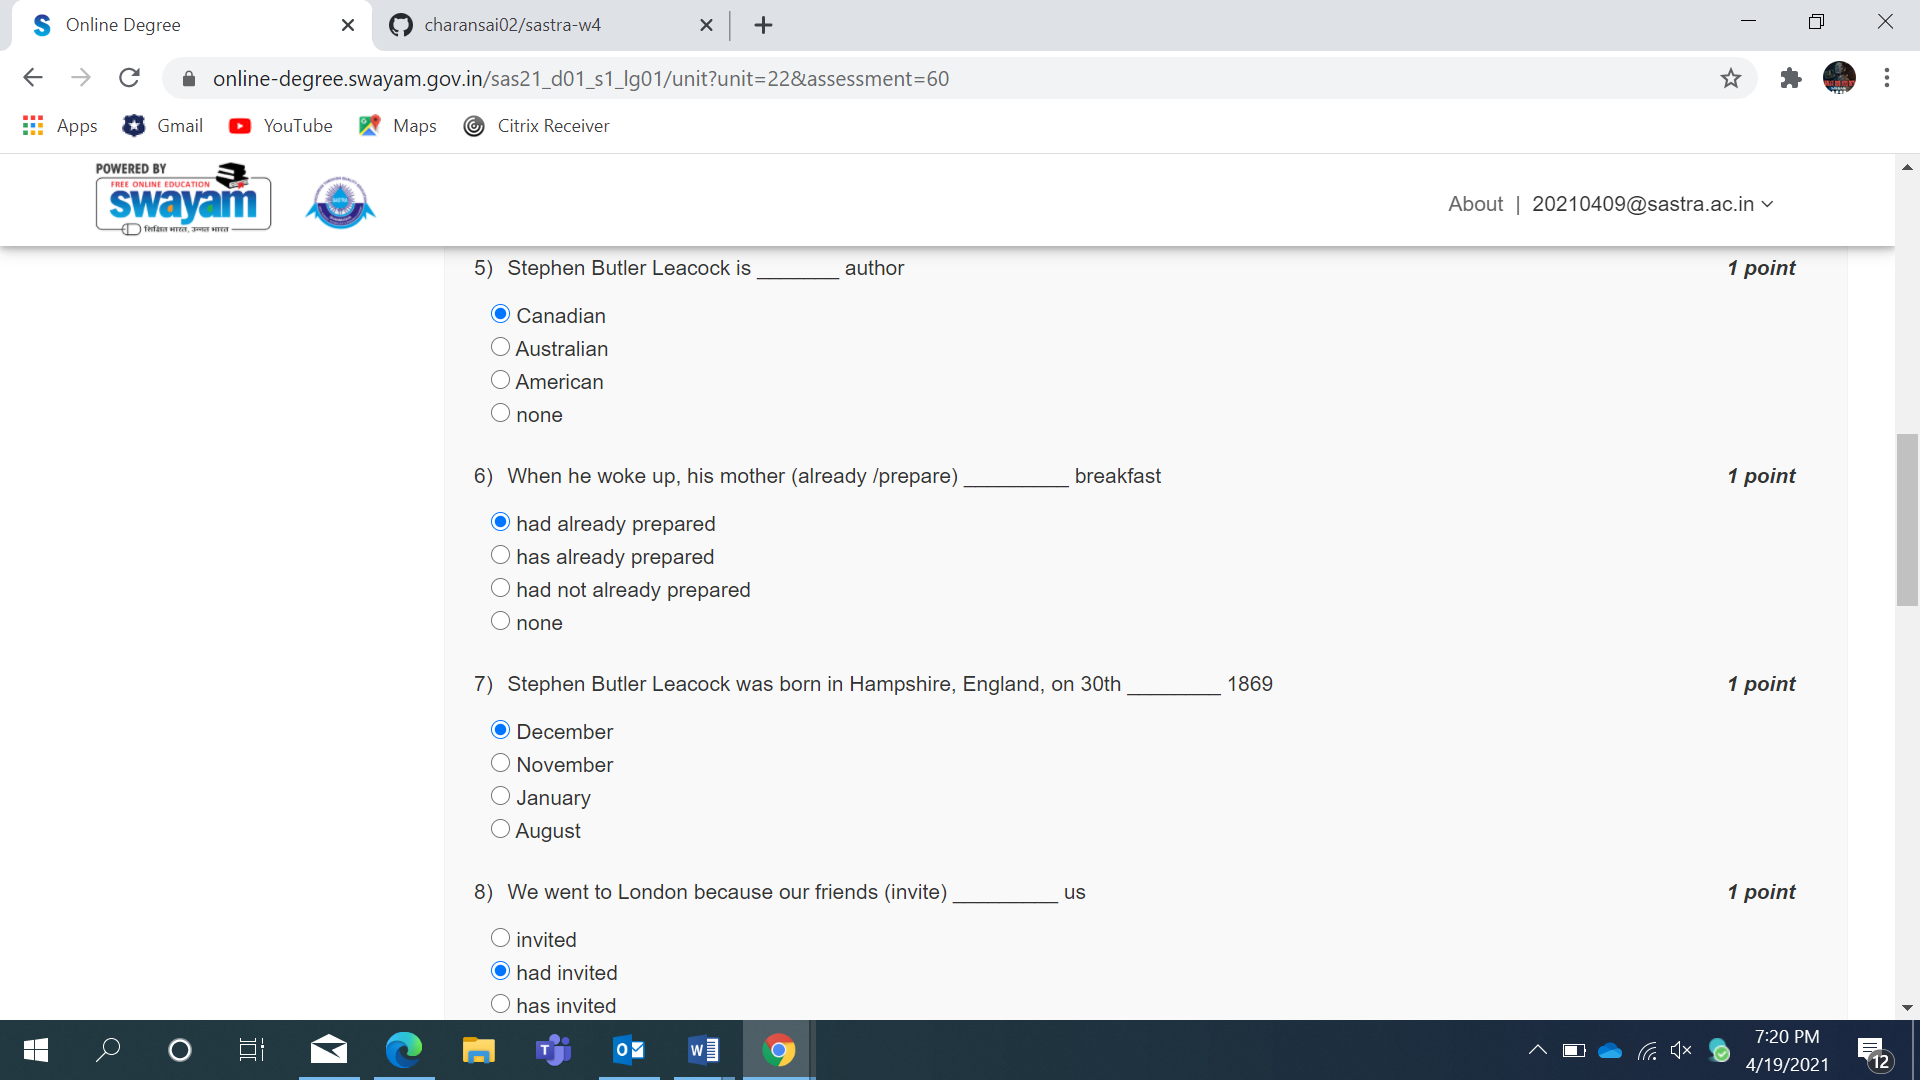 Online Degree
charansai02/sastra-w4
online-degree.swayam.gov.in/sas21_d01_s1_lg01/unit?unit=22&assessment=60
Apps Gmail YouTube Maps Citrix Receiver
POWERED BY
FREE ONLINE EDUCATION
swayam
शिक्षित भारत, उन्नत भारत
About | 20210409@sastra.ac.in
5) Stephen Butler Leacock is _______ author 1 point
Canadian
Australian
American
none
6) When he woke up, his mother (already /prepare) _________ breakfast 1 point
had already prepared
has already prepared
had not already prepared
none
7) Stephen Butler Leacock was born in Hampshire, England, on 30th ________ 1869 1 point
December
November
January
August
8) We went to London because our friends (invite) _________ us 1 point
invited
had invited
has invited
7:20 PM
4/19/2021
12